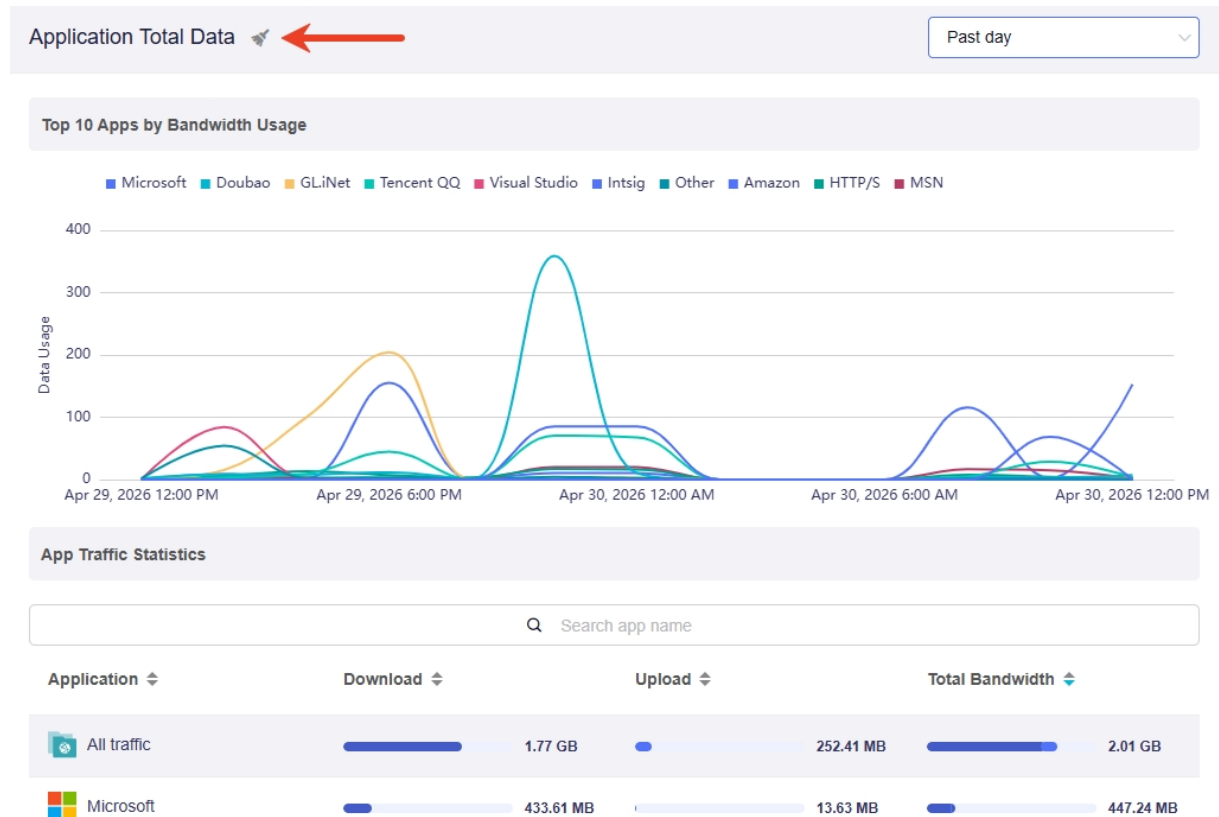 Application Total Data
Past day
Top 10 Apps by Bandwidth Usage
Microsoft Doubao GL.iNet Tencent QQ Visual Studio Intsig Other Amazon HTTP/S MSN
400
300
200
100
0
Data Usage
Apr 29, 2026 12:00 PM Apr 29, 2026 6:00 PM Apr 30, 2026 12:00 AM Apr 30, 2026 6:00 AM Apr 30, 2026 12:00 PM
App Traffic Statistics
Search app name
Application Download Upload Total Bandwidth
All traffic 1.77 GB 252.41 MB 2.01 GB
Microsoft 433.61 MB 13.63 MB 447.24 MB